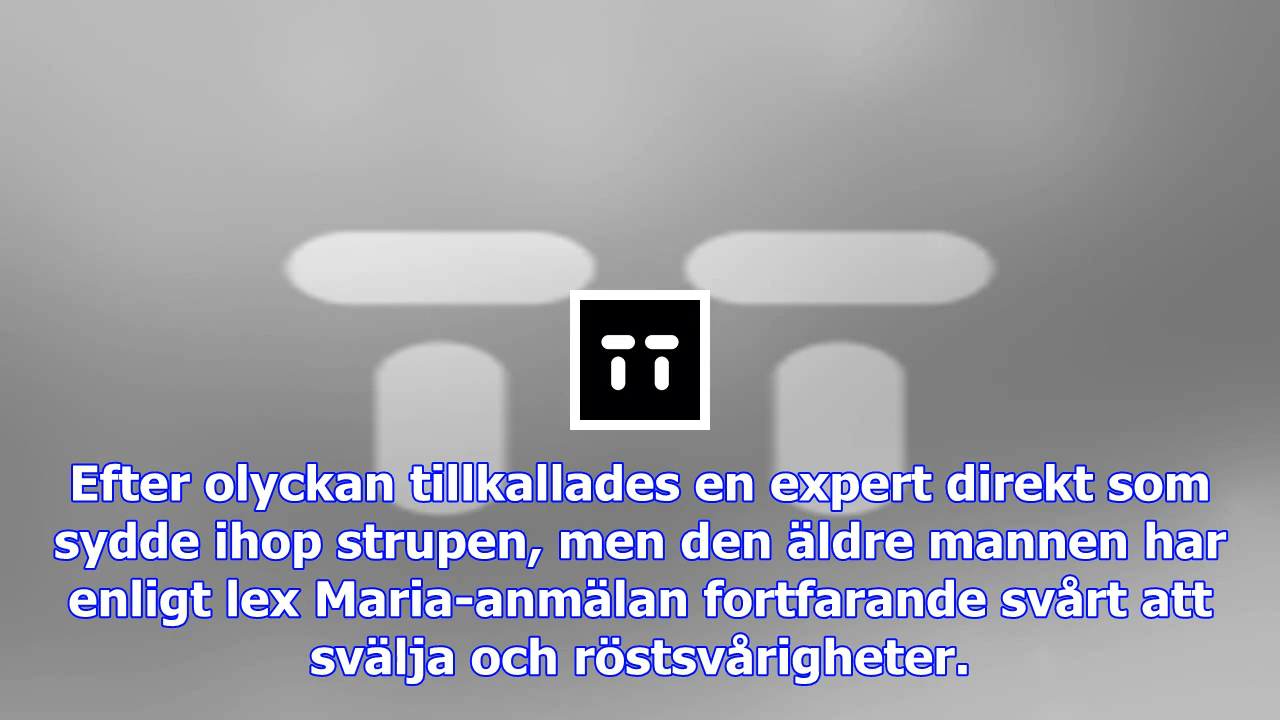 Efter olyckan tillkallades en expert direkt som
sydde ihop strupen, men den äldre mannen har
enligt lex Maria-anmälan fortfarande svårt att
svälja och röstsvårigheter.